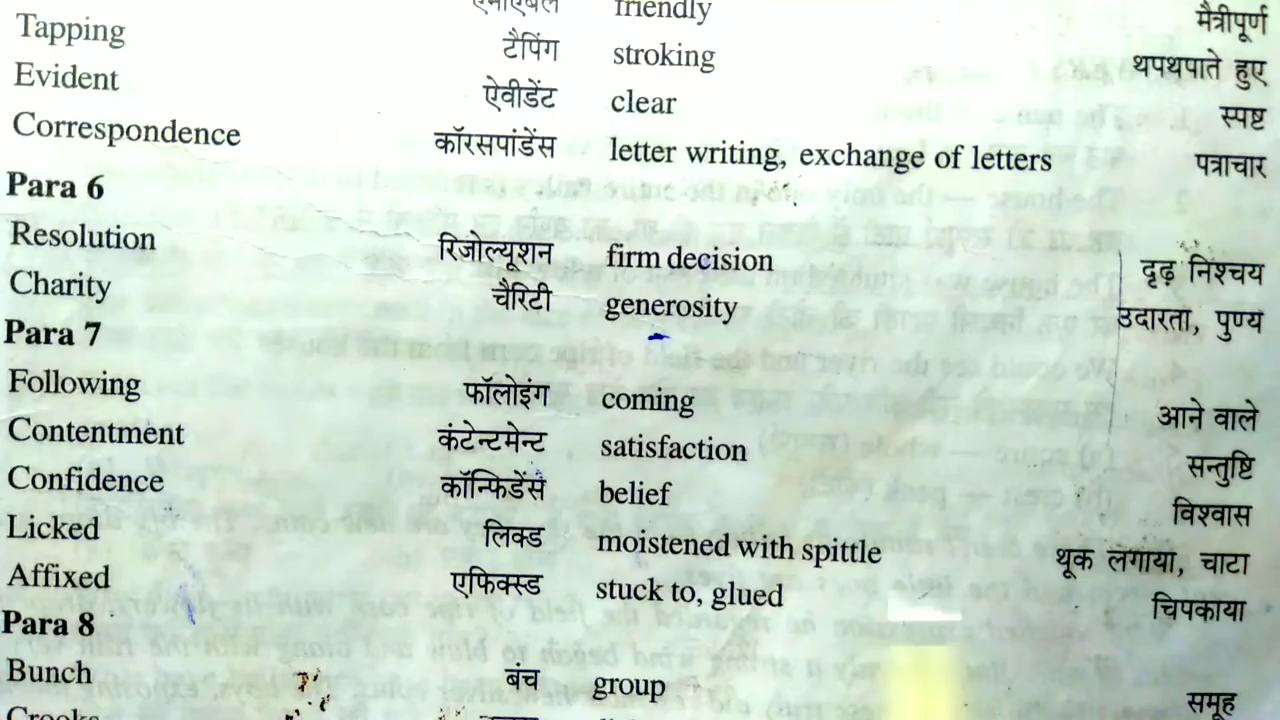 friendly मैत्रीपूर्ण
Tapping टैपिंग stroking थपथपाते हुए
Evident ऐवीडेंट clear स्पष्ट
Correspondence कॉरसपांडेंस letter writing, exchange of letters पत्राचार
Para 6
Resolution रिजोल्यूशन firm decision दृढ़ निश्चय
Charity चैरिटी generosity उदारता, पुण्य
Para 7
Following फॉलोइंग coming आने वाले
Contentment कंटेन्टमेन्ट satisfaction सन्तुष्टि
Confidence कॉन्फिडेंस belief विश्वास
Licked लिक्ड moistened with spittle थूक लगाया, चाटा
Affixed एफिक्स्ड stuck to, glued चिपकाया
Para 8
Bunch बंच group समूह